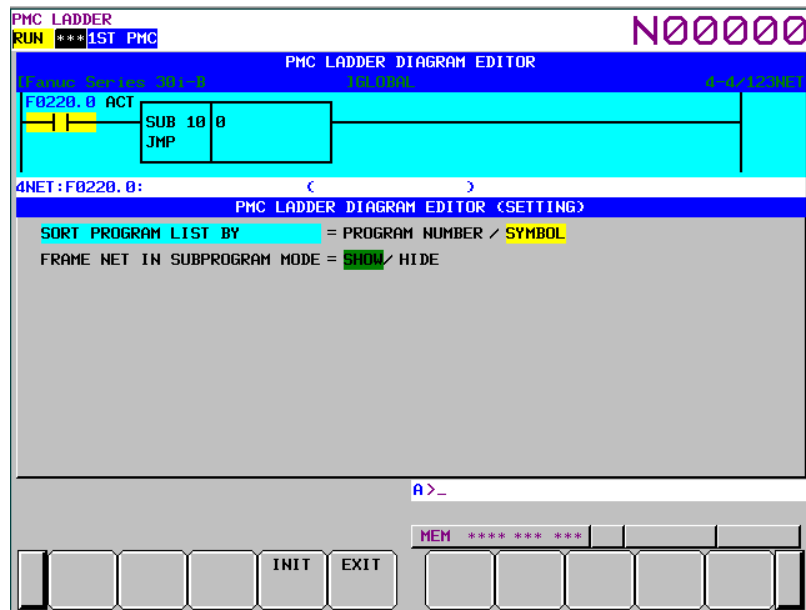 PMC LADDER
RUN ***1ST PMC
N00000
PMC LADDER DIAGRAM EDITOR
[Fanuc Series 30i-B ]GLOBAL 4-4/123NET
F0220.0 ACT
SUB 10 0
JMP
4NET:F0220.0: ( )
PMC LADDER DIAGRAM EDITOR (SETTING)
SORT PROGRAM LIST BY = PROGRAM NUMBER / SYMBOL
FRAME NET IN SUBPROGRAM MODE = SHOW/ HIDE
A>_
MEM **** *** ***
INIT EXIT